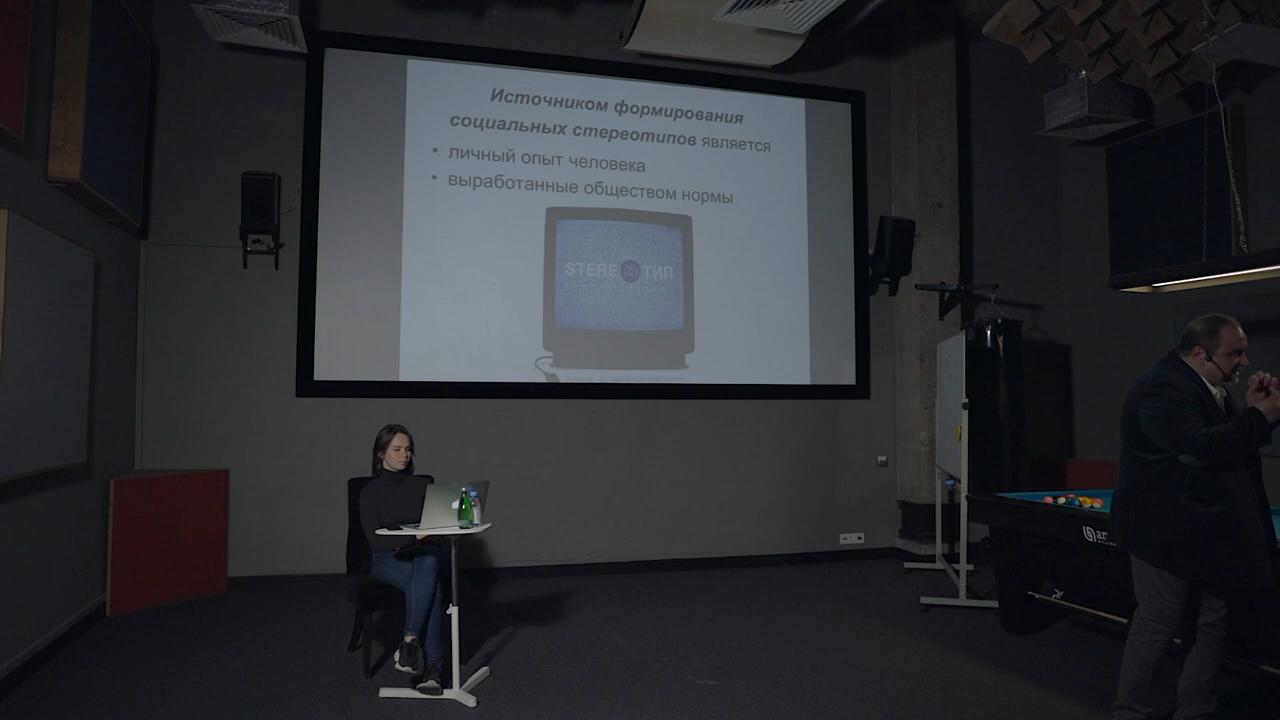 Источником формирования
социальных стереотипов является
• личный опыт человека
• выработанные обществом нормы
STERE ТИП